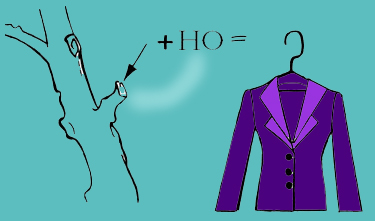 + HO =